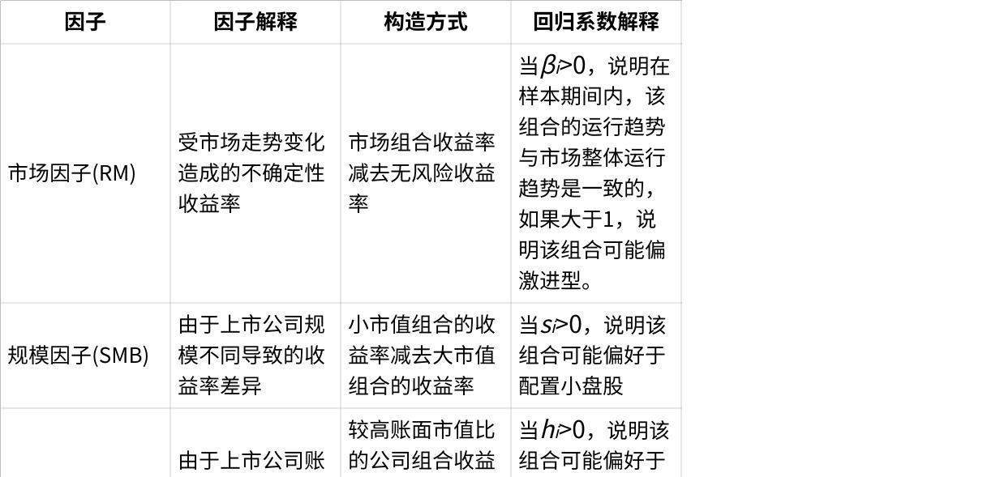 因子
因子解释
构造方式
回归系数解释
市场因子(RM)
受市场走势变化
造成的不确定性
收益率
市场组合收益率
减去无风险收益
率
当βi>0，说明在
样本期间内，该
组合的运行趋势
与市场整体运行
趋势是一致的，
如果大于1，说
明该组合可能偏
激进型。
规模因子(SMB)
由于上市公司规
模不同导致的收
益率差异
小市值组合的收
益率减去大市值
组合的收益率
当si>0，说明该
组合可能偏好于
配置小盘股
由于上市公司账
较高账面市值比
的公司组合收益
当hi>0，说明该
组合可能偏好于